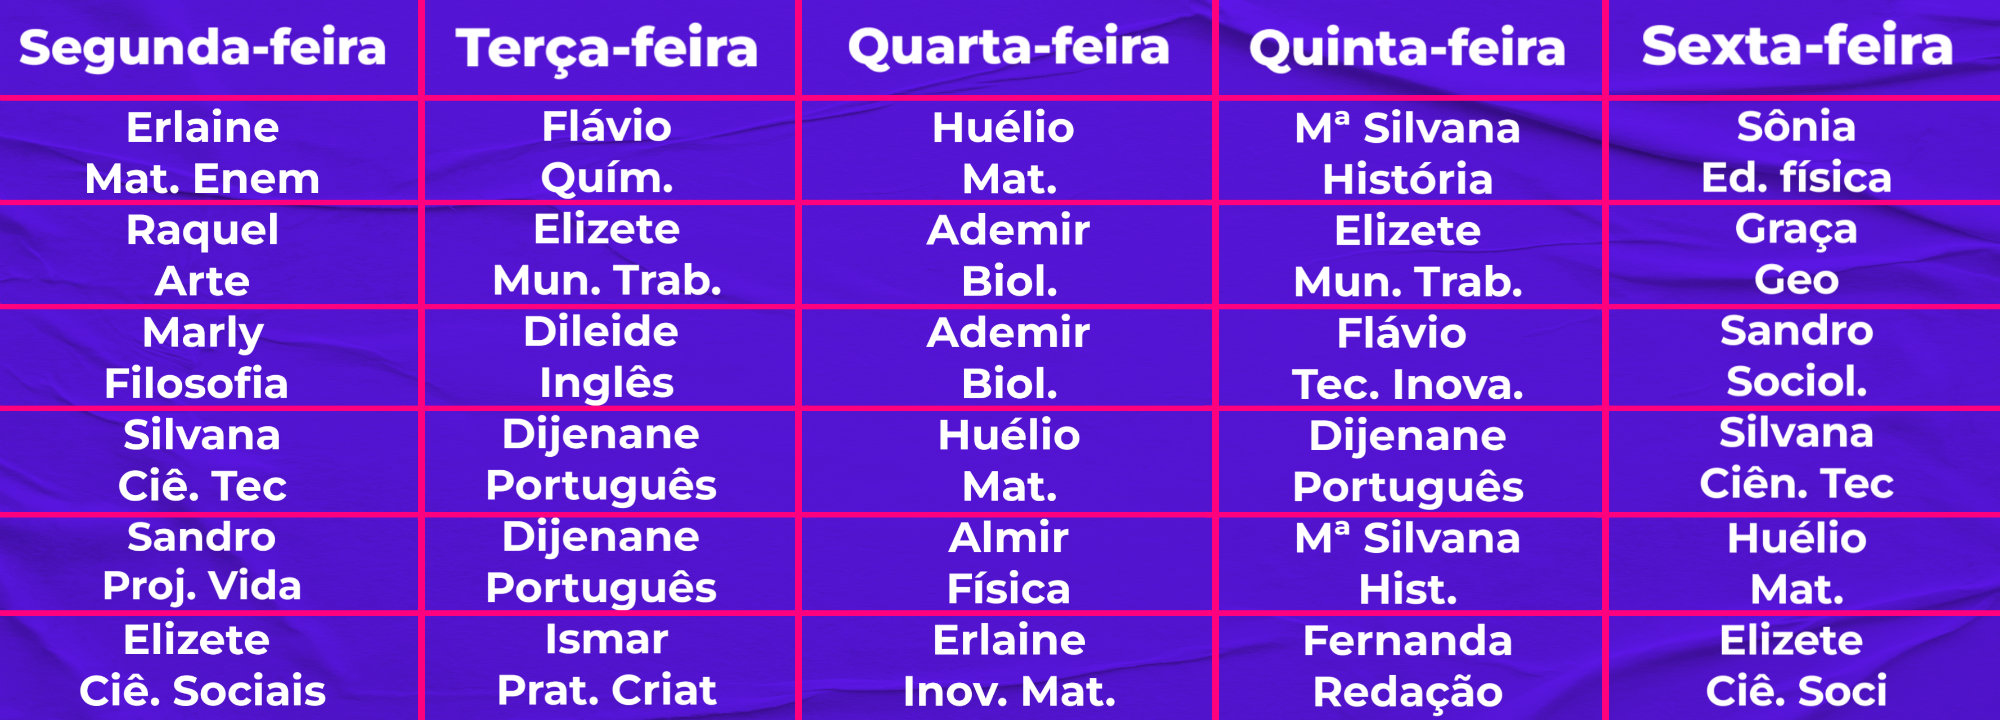 Segunda-feira
Terça-feira
Quarta-feira
Quinta-feira
Sexta-feira
Erlaine
Mat. Enem
Flávio
Quím.
Huélio
Mat.
Mª Silvana
História
Sônia
Ed. física
Raquel
Arte
Elizete
Mun. Trab.
Ademir
Biol.
Elizete
Mun. Trab.
Graça
Geo
Marly
Filosofia
Dileide
Inglês
Ademir
Biol.
Flávio
Tec. Inova.
Sandro
Sociol.
Silvana
Ciê. Tec
Dijenane
Português
Huélio
Mat.
Dijenane
Português
Silvana
Ciên. Tec
Sandro
Proj. Vida
Dijenane
Português
Almir
Física
Mª Silvana
Hist.
Huélio
Mat.
Elizete
Ciê. Sociais
Ismar
Prat. Criat
Erlaine
Inov. Mat.
Fernanda
Redação
Elizete
Ciê. Soci